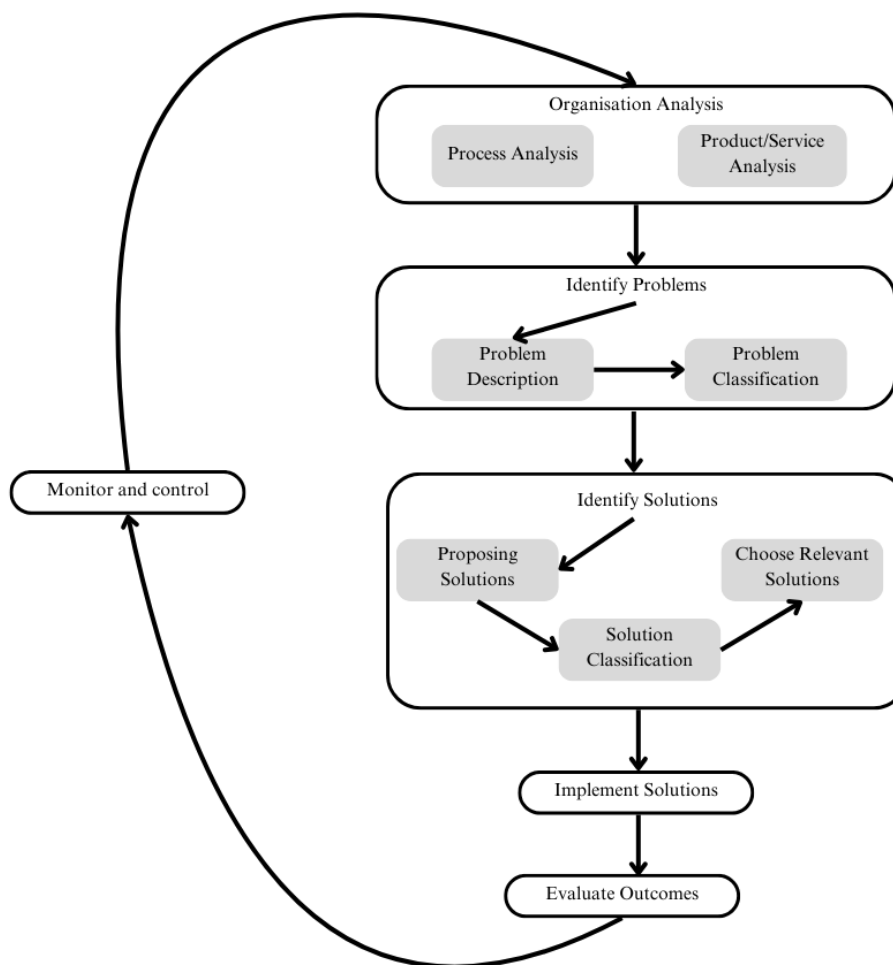 Organisation Analysis
Process Analysis
Product/Service
Analysis
Identify Problems
Problem
Description
Problem
Classification
Identify Solutions
Proposing
Solutions
Choose Relevant
Solutions
Solution
Classification
Monitor and control
Implement Solutions
Evaluate Outcomes